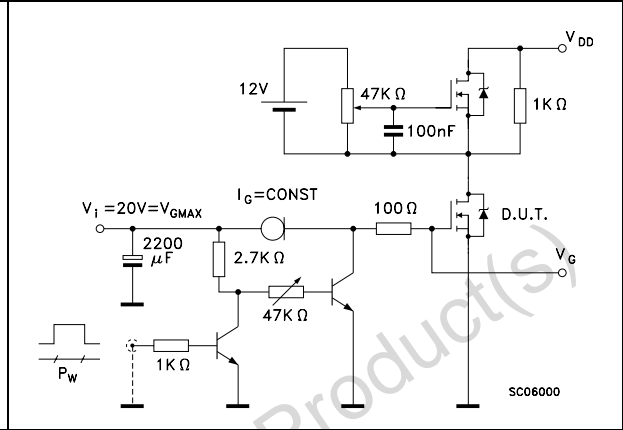 V DD
12V
47K Ω
1K Ω
100nF
I G =CONST
V i =20V=V GMAX
100 Ω
D.U.T.
2200
μF
2.7K Ω
V G
47K Ω
1K Ω
P W
SC06000
Product(s)